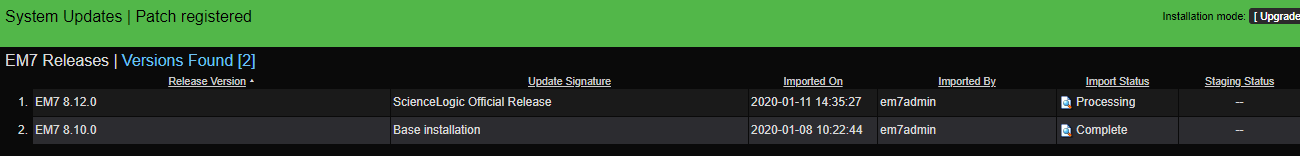 System Updates | Patch registered
Installation mode: [ Upgrade
EM7 Releases | Versions Found [2]
Release Version Update Signature Imported On Imported By Import Status Staging Status
1. EM7 8.12.0 ScienceLogic Official Release 2020-01-11 14:35:27 em7admin Processing --
2. EM7 8.10.0 Base installation 2020-01-08 10:22:44 em7admin Complete --